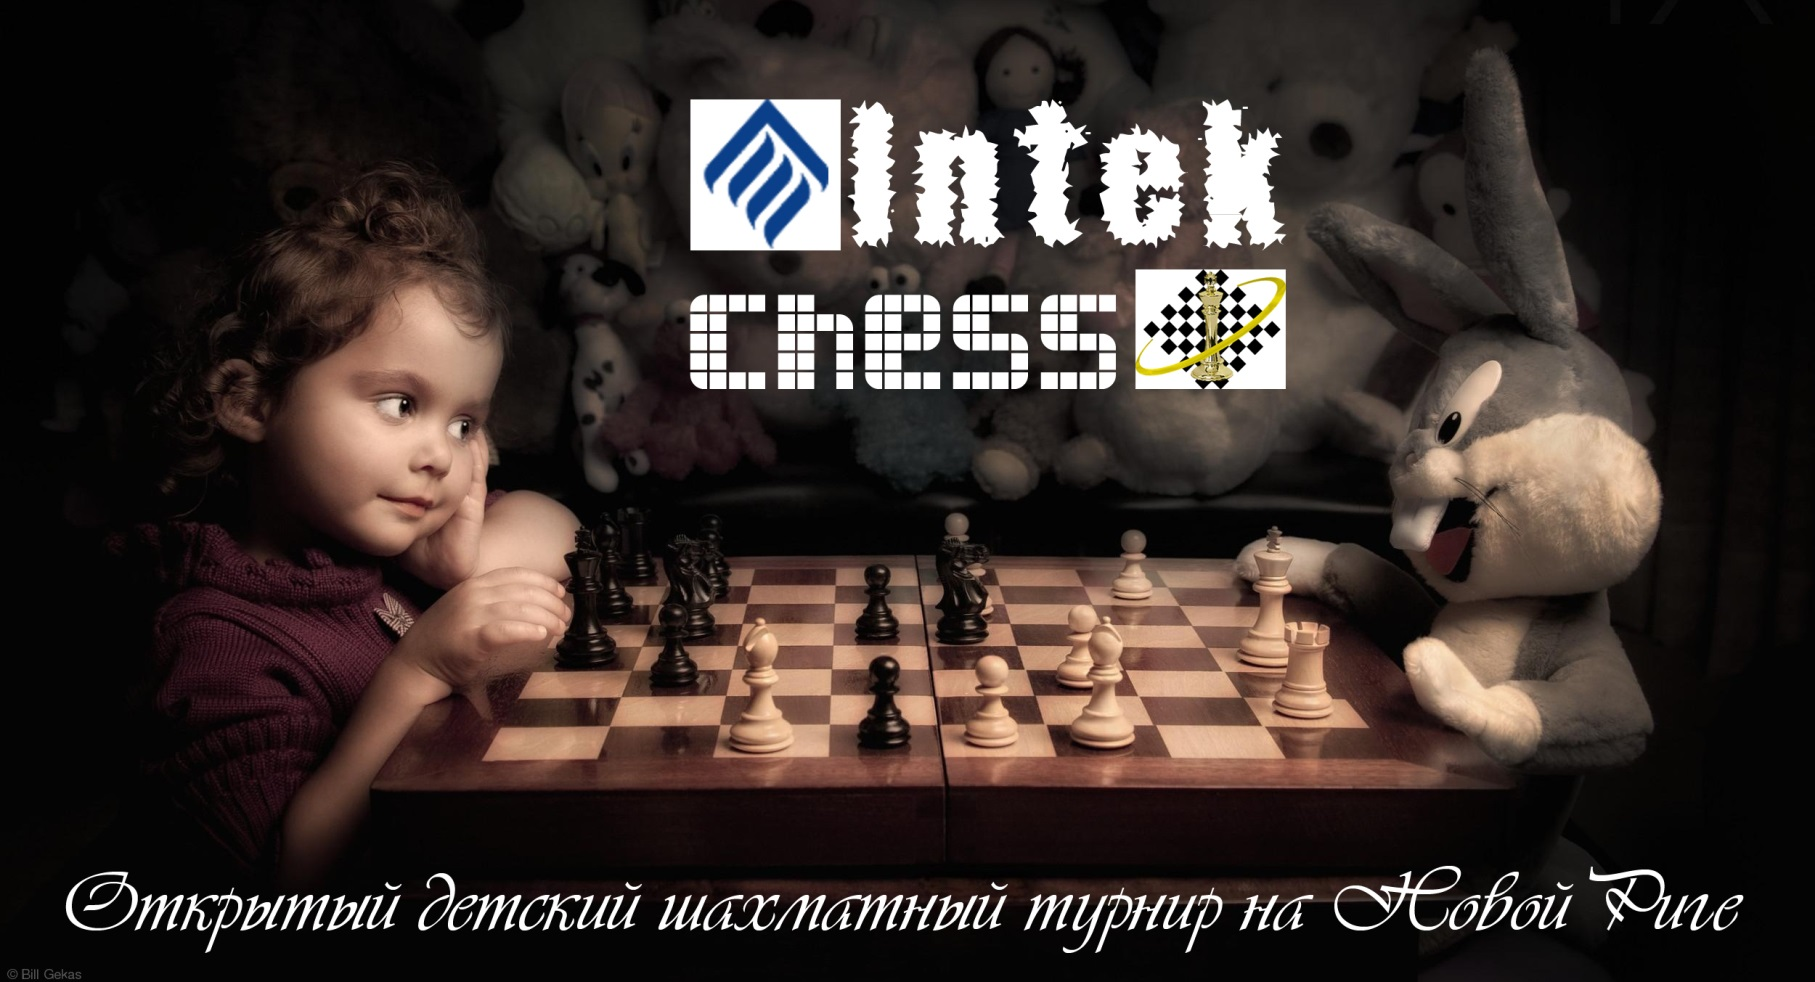 Intek
Chess
Открытый детский шахматный турнир на Новой Риге
© Bill Gekas